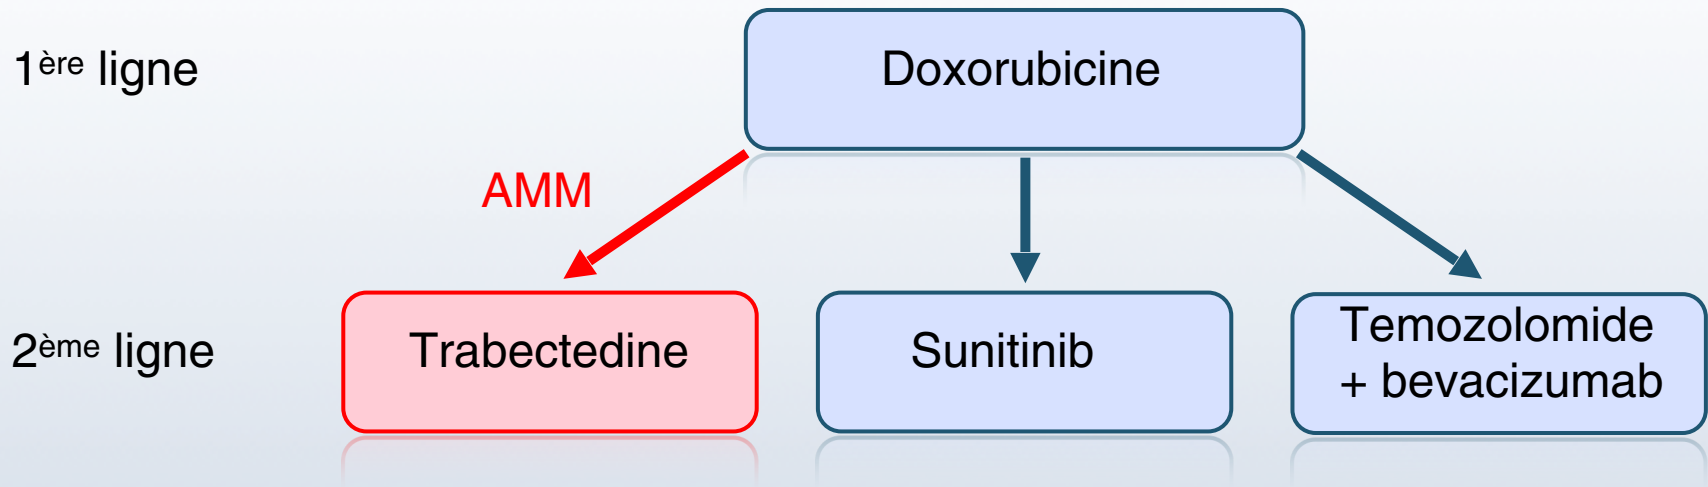 1ère ligne
Doxorubicine
AMM
2ème ligne
Trabectedine
Sunitinib
Temozolomide
+ bevacizumab